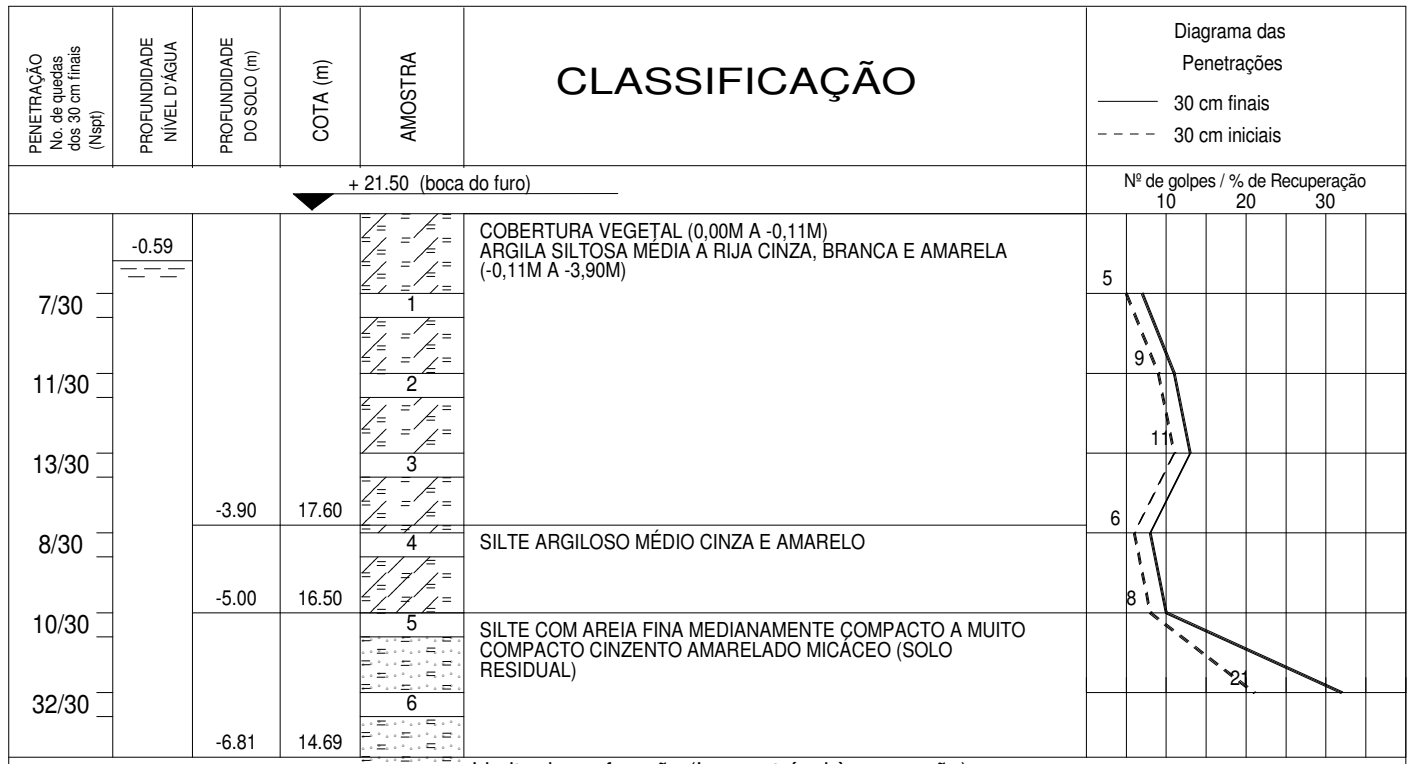 PENETRAÇÃO
No. de quedas
dos 30 cm finais
(Nspt)
PROFUNDIDADE
NÍVEL D'ÁGUA
PROFUNDIDADE
DO SOLO (m)
COTA (m)
AMOSTRA
CLASSIFICAÇÃO
Diagrama das
Penetrações
30 cm finais
30 cm iniciais
+ 21.50 (boca do furo)
Nº de golpes / % de Recuperação
10 20 30
COBERTURA VEGETAL (0,00M A -0,11M)
ARGILA SILTOSA MÉDIA A RIJA CINZA, BRANCA E AMARELA
(-0,11M A -3,90M)
-0.59
5
7/30
1
9
11/30
2
11
13/30
3
-3.90 17.60
6
8/30
4
SILTE ARGILOSO MÉDIO CINZA E AMARELO
-5.00 16.50
8
10/30
5
SILTE COM AREIA FINA MEDIANAMENTE COMPACTO A MUITO
COMPACTO CINZENTO AMARELADO MICÁCEO (SOLO
RESIDUAL)
21
32/30
6
-6.81 14.69